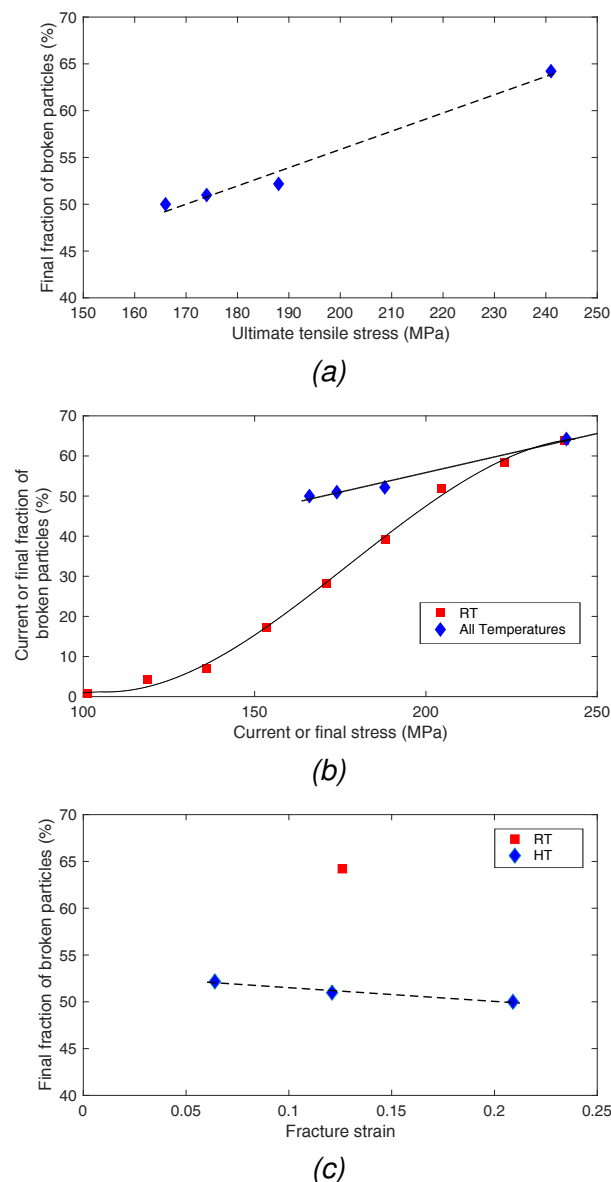 70
65
60
55
50
45
40
Final fraction of broken particles (%)
150 160 170 180 190 200 210 220 230 240 250
Ultimate tensile stress (MPa)
(a)
70
60
50
40
30
20
10
0
Current or final fraction of
broken particles (%)
RT
All Temperatures
100 150 200 250
Current or final stress (MPa)
(b)
70
65
60
55
50
45
40
Final fraction of broken particles (%)
RT
HT
0 0.05 0.1 0.15 0.2 0.25
Fracture strain
(c)